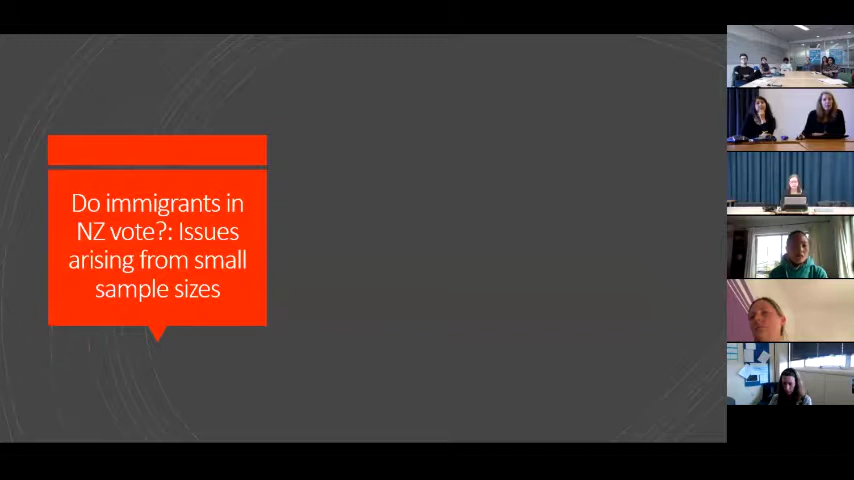 Do immigrants in
NZ vote?: Issues
arising from small
sample sizes